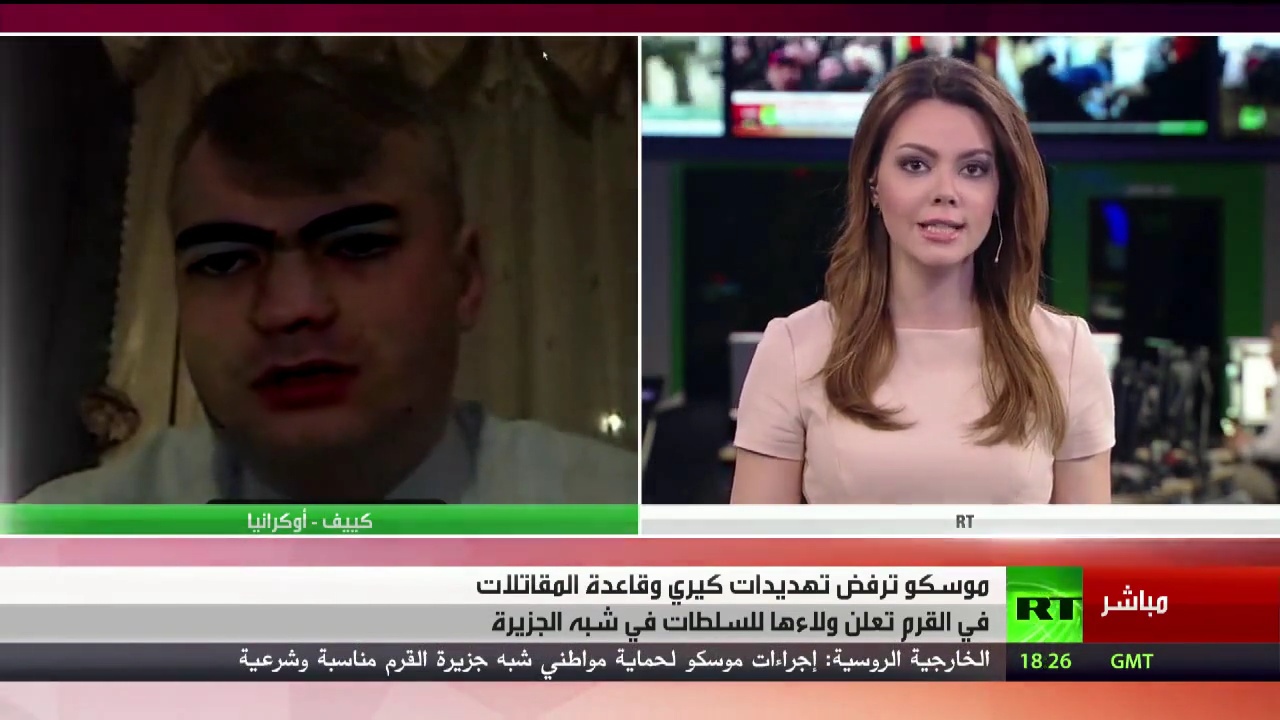 كييف - أوكرانيا
RT
موسكو ترفض تهديدات كيري وقاعدة المقاتلات
في القرم تعلن ولاءها للسلطات في شبه الجزيرة
RT
مباشر
الخارجية الروسية: إجراءات موسكو لحماية مواطني شبه جزيرة القرم مناسبة وشرعية
18:26 GMT